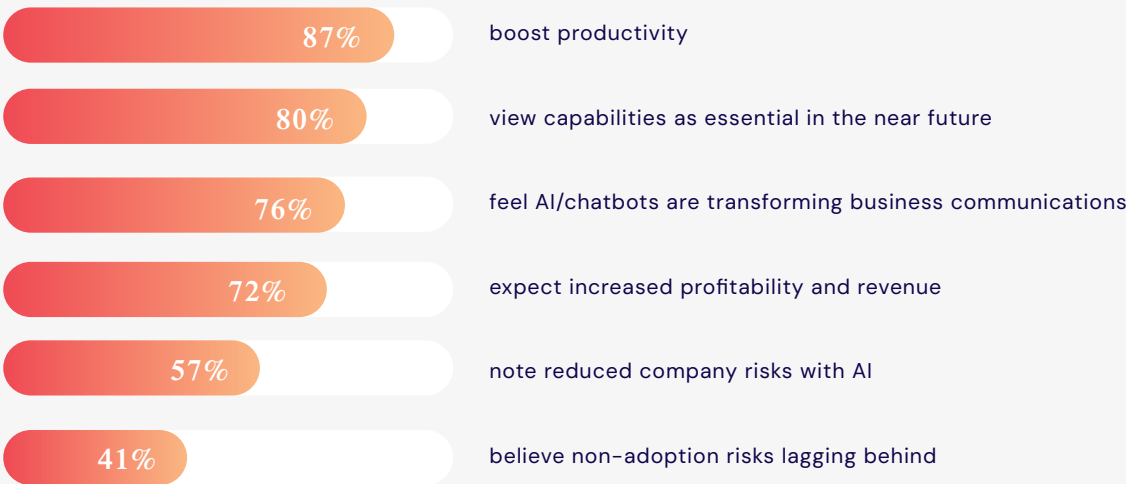 87% boost productivity
80% view capabilities as essential in the near future
76% feel AI/chatbots are transforming business communications
72% expect increased profitability and revenue
57% note reduced company risks with AI
41% believe non-adoption risks lagging behind